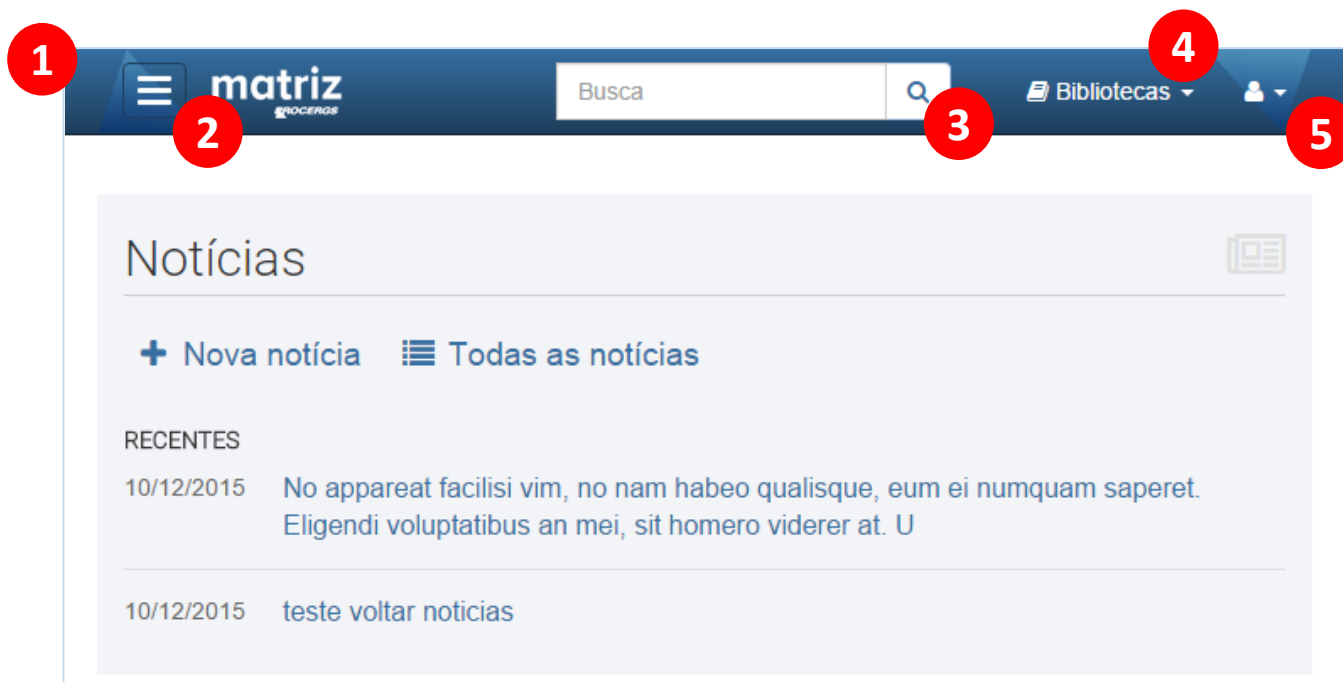 1
4
matriz
Busca
Bibliotecas
2
3
5
Notícias
Nova notícia Todas as notícias
RECENTES
10/12/2015 No appareat facilisi vim, no nam habeo qualisque, eum ei numquam saperet.
Eligendi voluptatibus an mei, sit homero viderer at. U
10/12/2015 teste voltar noticias